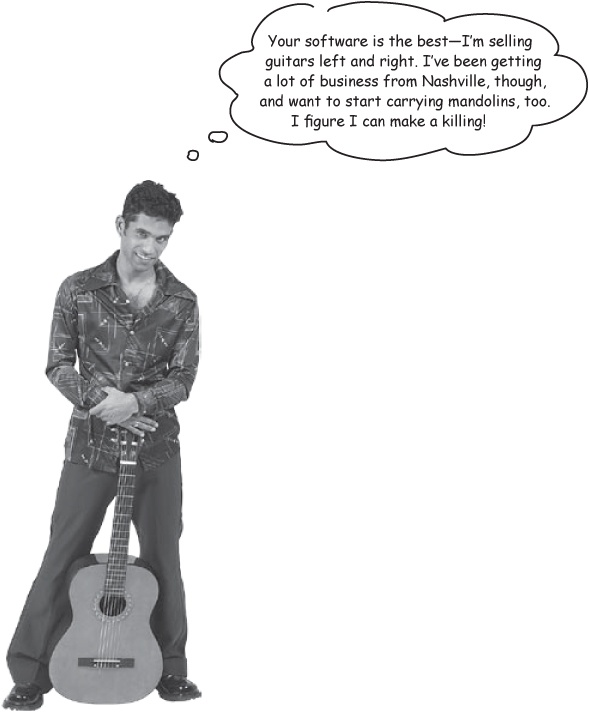 Your software is the best—I'm selling
guitars left and right. I've been getting
a lot of business from Nashville, though,
and want to start carrying mandolins, too.
I figure I can make a killing!